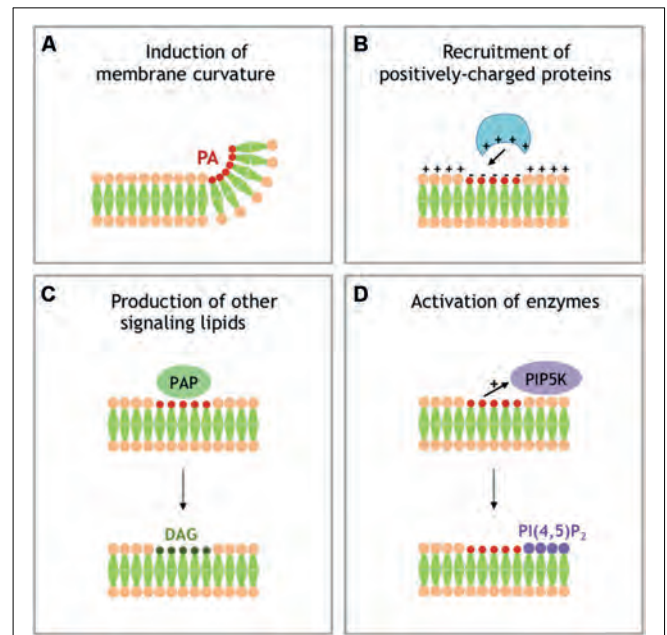 A
Induction of
membrane curvature
PA
B
Recruitment of
positively-charged proteins
+ + + +
+ + + +
- - - - -
+ + + +
C
Production of other
signaling lipids
PAP
DAG
D
Activation of enzymes
+
PIP5K
PI(4,5)P₂